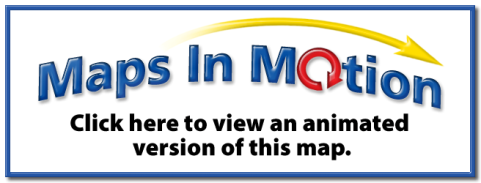 Maps In Motion
Click here to view an animated
version of this map.